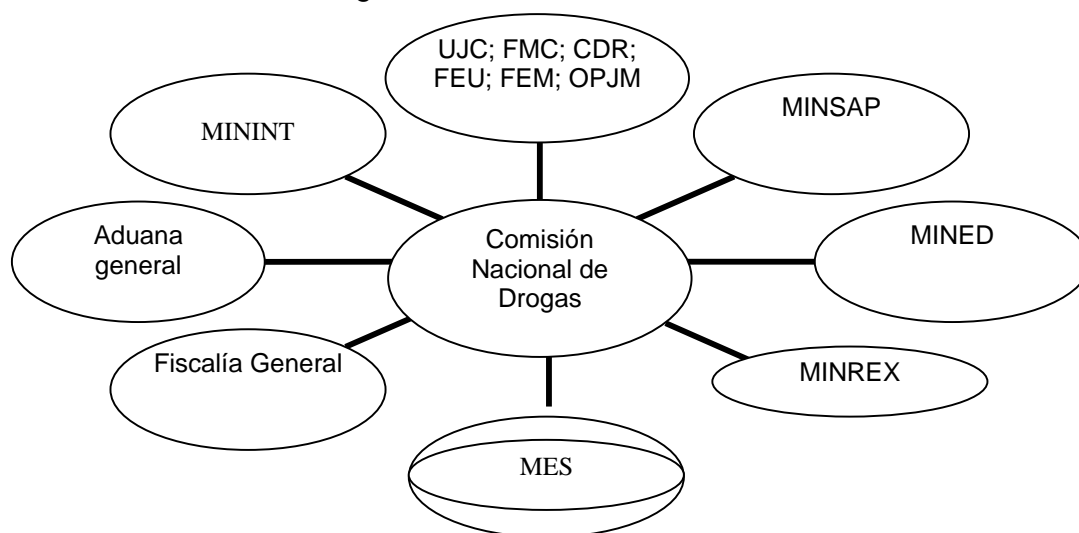 UJC; FMC; CDR;
FEU; FEM; OPJM
MININT
MINSAP
Aduana
general
Comisión
Nacional de
Drogas
MINED
Fiscalía General
MINREX
MES